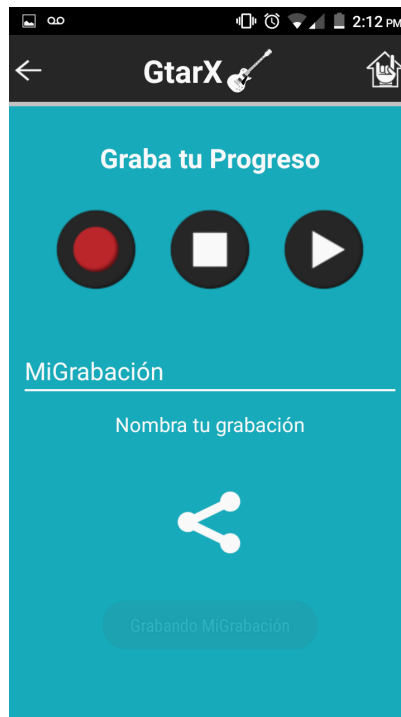 2:12 PM
GtarX
Graba tu Progreso
MiGrabación
Nombra tu grabación
Grabando MiGrabación